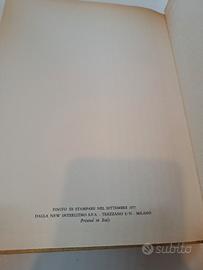 FINITO DI STAMPARE NEL SETTEMBRE 1977
DALLA NEW INTERLITHO S.P.A. - TREZZANO S/N - MILANO
Printed in Italy
subito